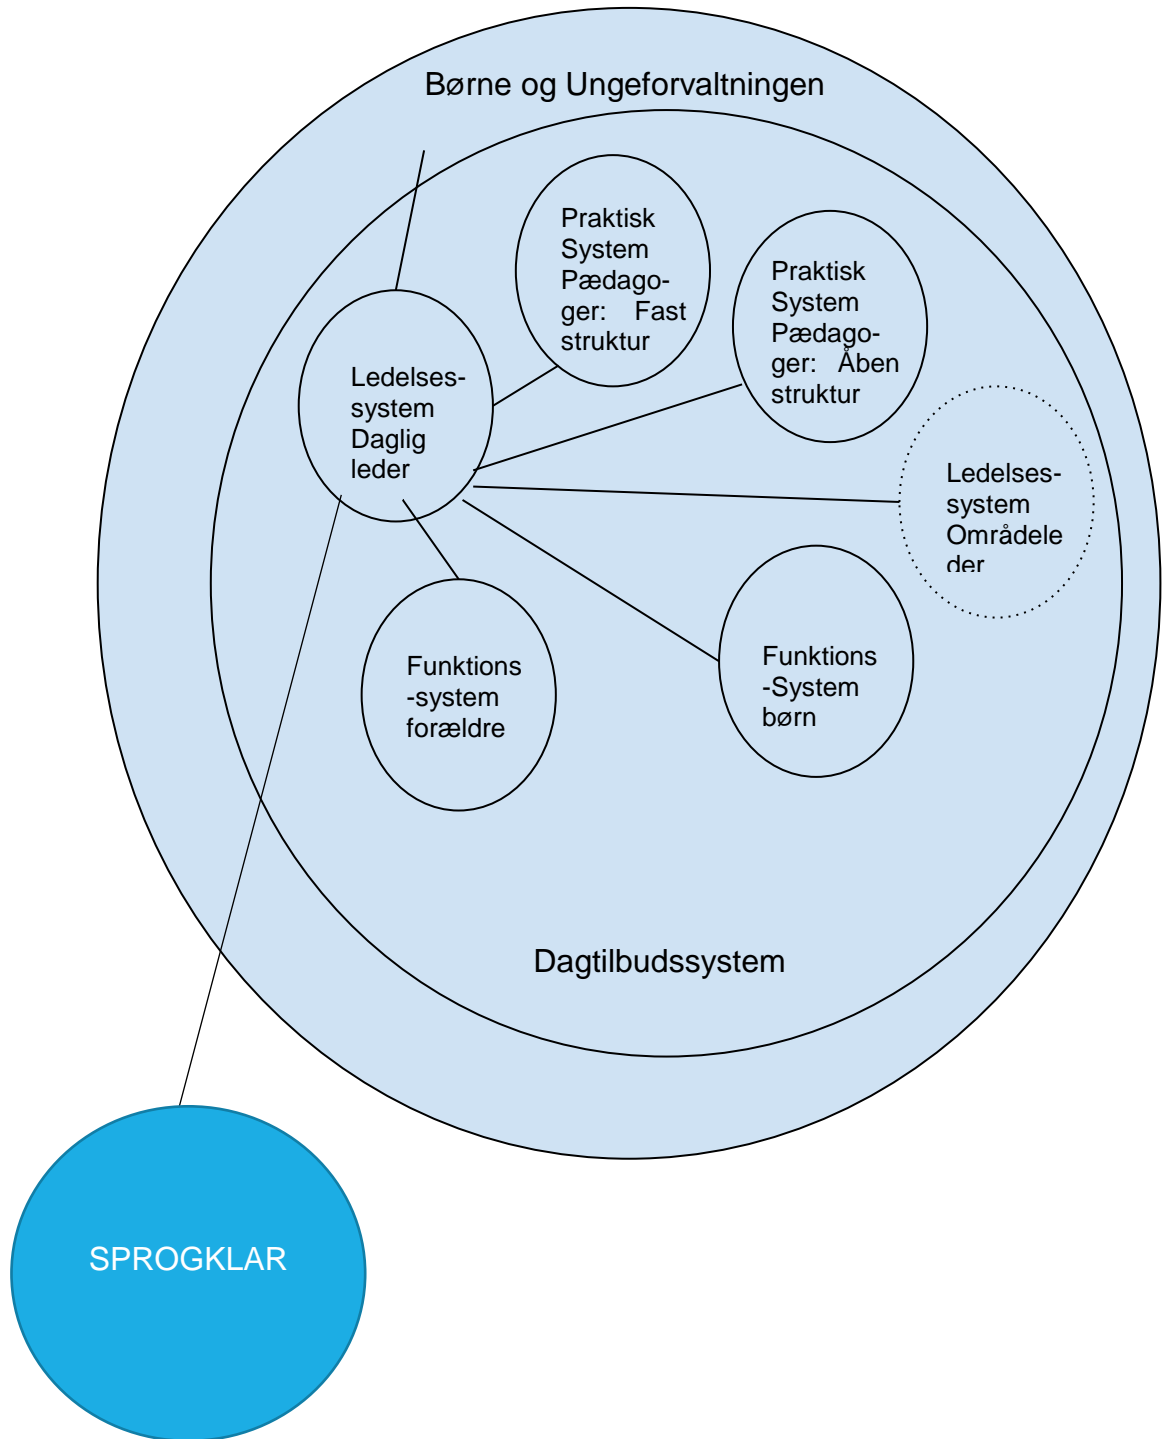 Børne og Ungeforvaltningen
Praktisk
System
Pædago-
ger: Fast
struktur
Praktisk
System
Pædago-
ger: Åben
struktur
Ledelses-
system
Daglig
leder
Ledelses-
system
Områdele
der
Funktions
-system
forældre
Funktions
-System
børn
Dagtilbudssystem
SPROGKLAR